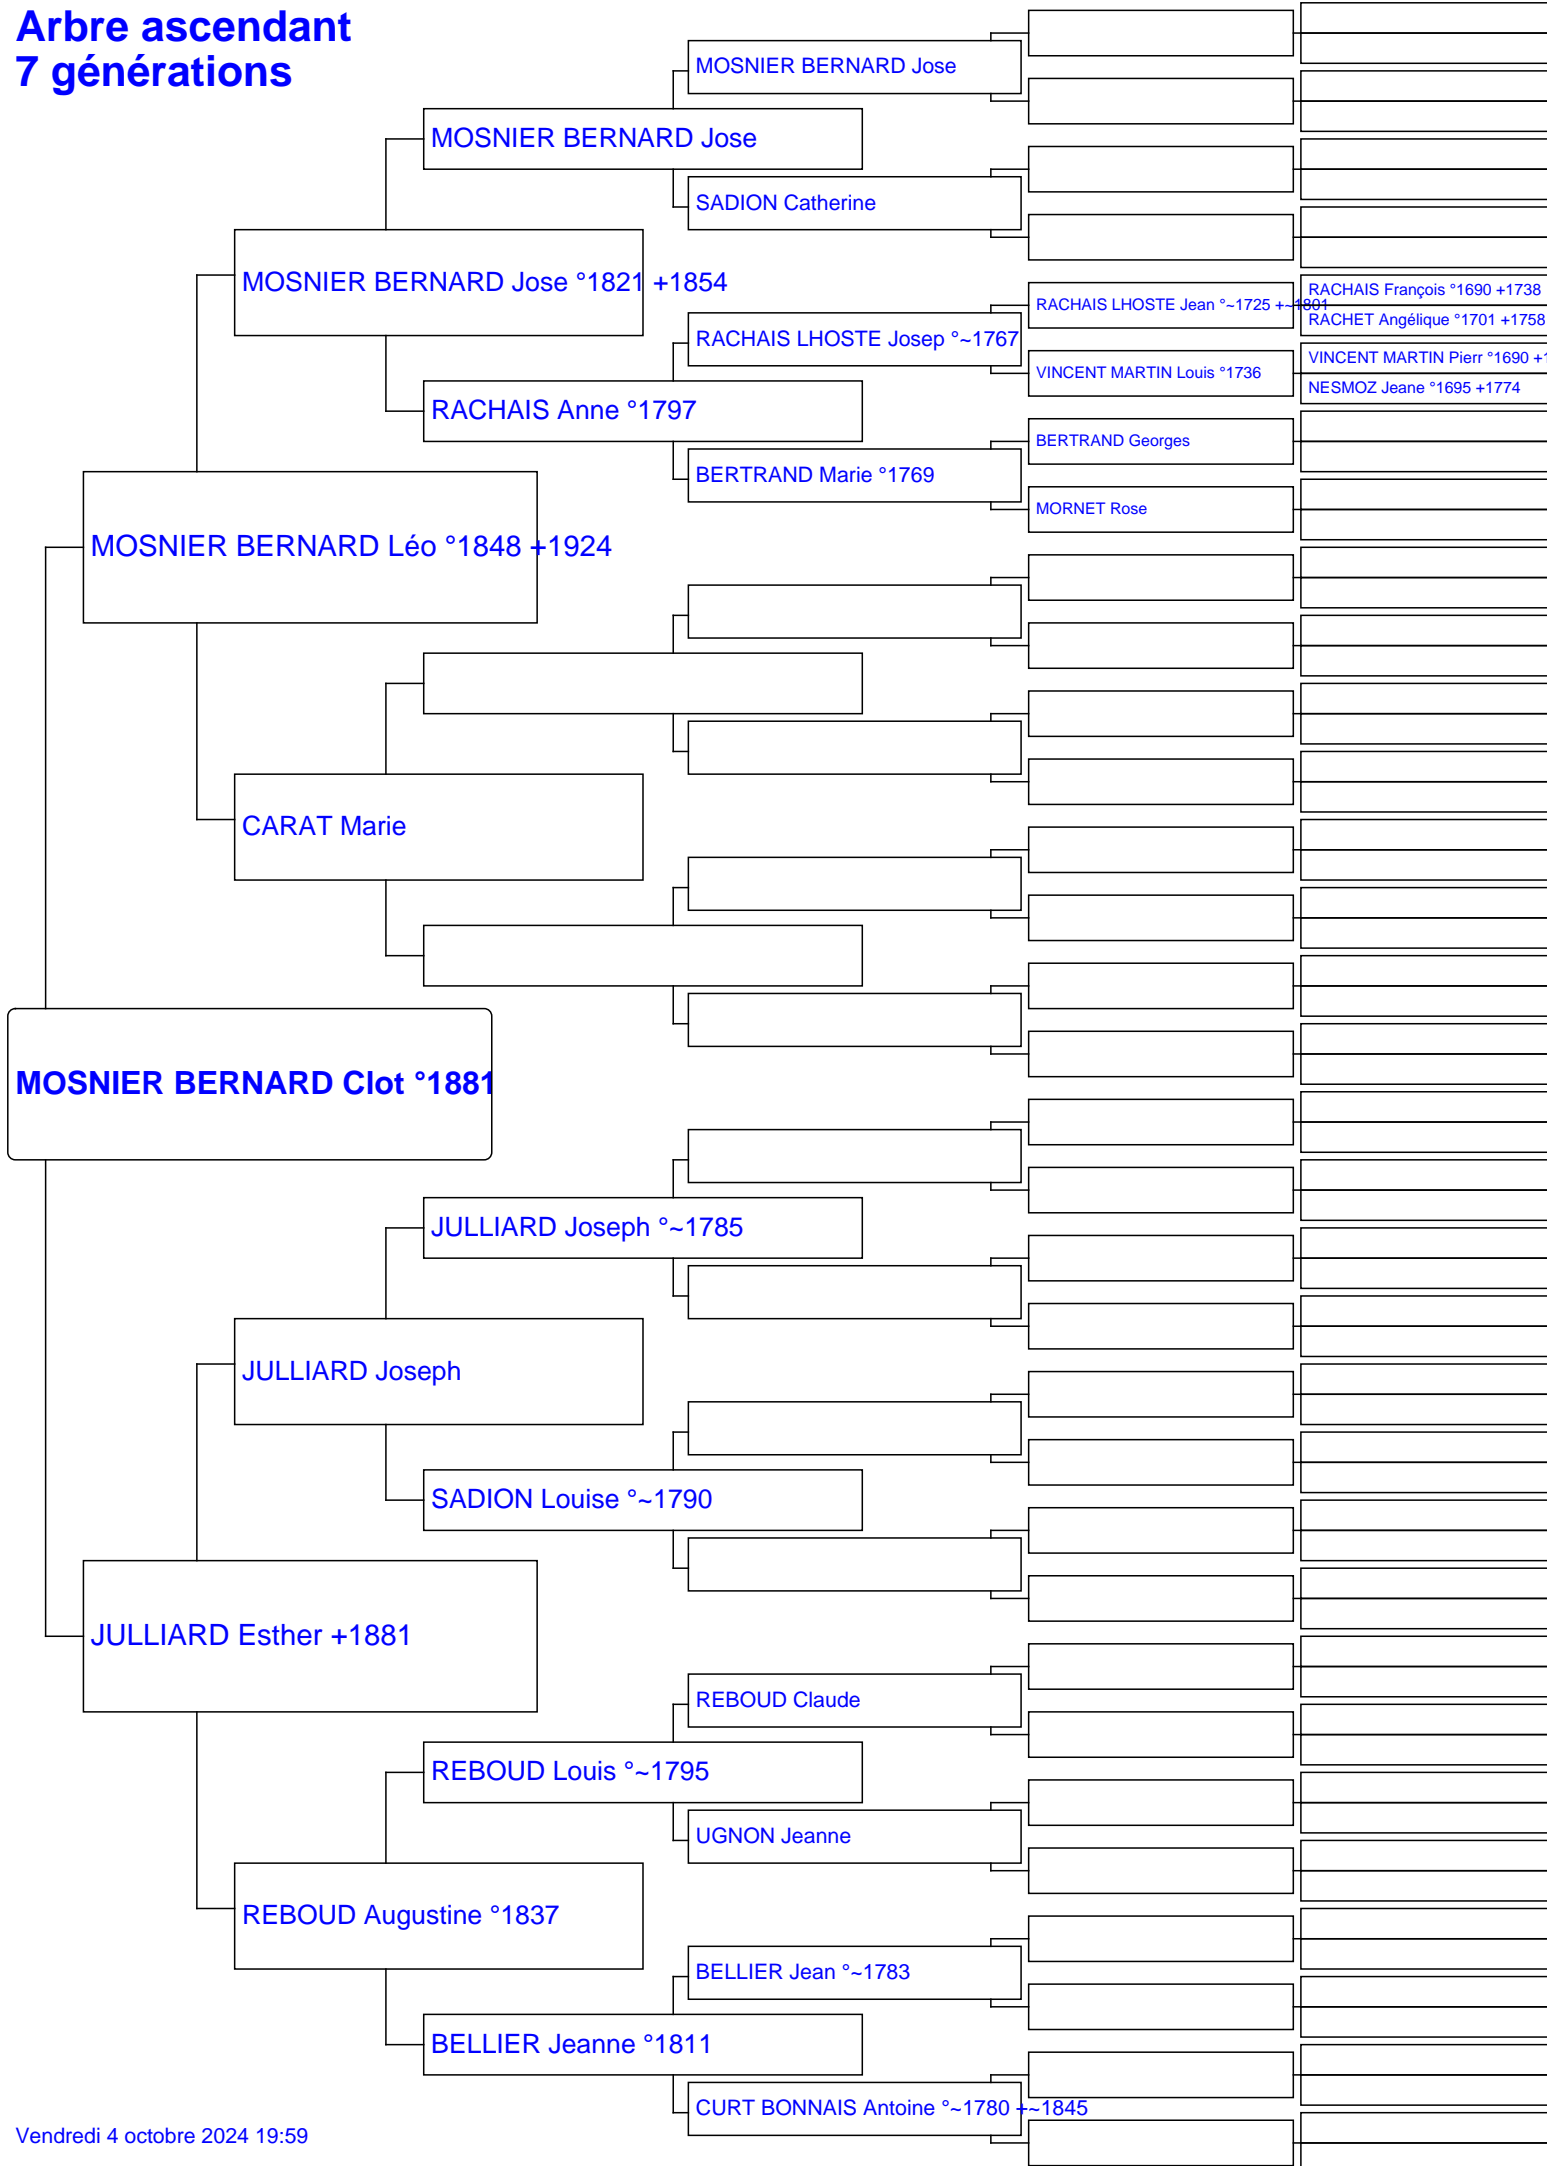 Arbre ascendant
7 générations
MOSNIER BERNARD Jose
MOSNIER BERNARD Jose
SADION Catherine
MOSNIER BERNARD Jose °1821 +1854
RACHAIS LHOSTE Jean °~1725 +~1801
RACHAIS François °1690 +1738
RACHET Angélique °1701 +1758
RACHAIS LHOSTE Josep °~1767
VINCENT MARTIN Louis °1736
VINCENT MARTIN Pierr °1690 +1
NESMOZ Jeane °1695 +1774
RACHAIS Anne °1797
BERTRAND Georges
BERTRAND Marie °1769
MORNET Rose
MOSNIER BERNARD Léo °1848 +1924
CARAT Marie
MOSNIER BERNARD Clot °1881
JULLIARD Joseph °~1785
JULLIARD Joseph
SADION Louise °~1790
JULLIARD Esther +1881
REBOUD Claude
REBOUD Louis °~1795
UGNON Jeanne
REBOUD Augustine °1837
BELLIER Jean °~1783
BELLIER Jeanne °1811
CURT BONNAIS Antoine °~1780 +~1845
Vendredi 4 octobre 2024 19:59